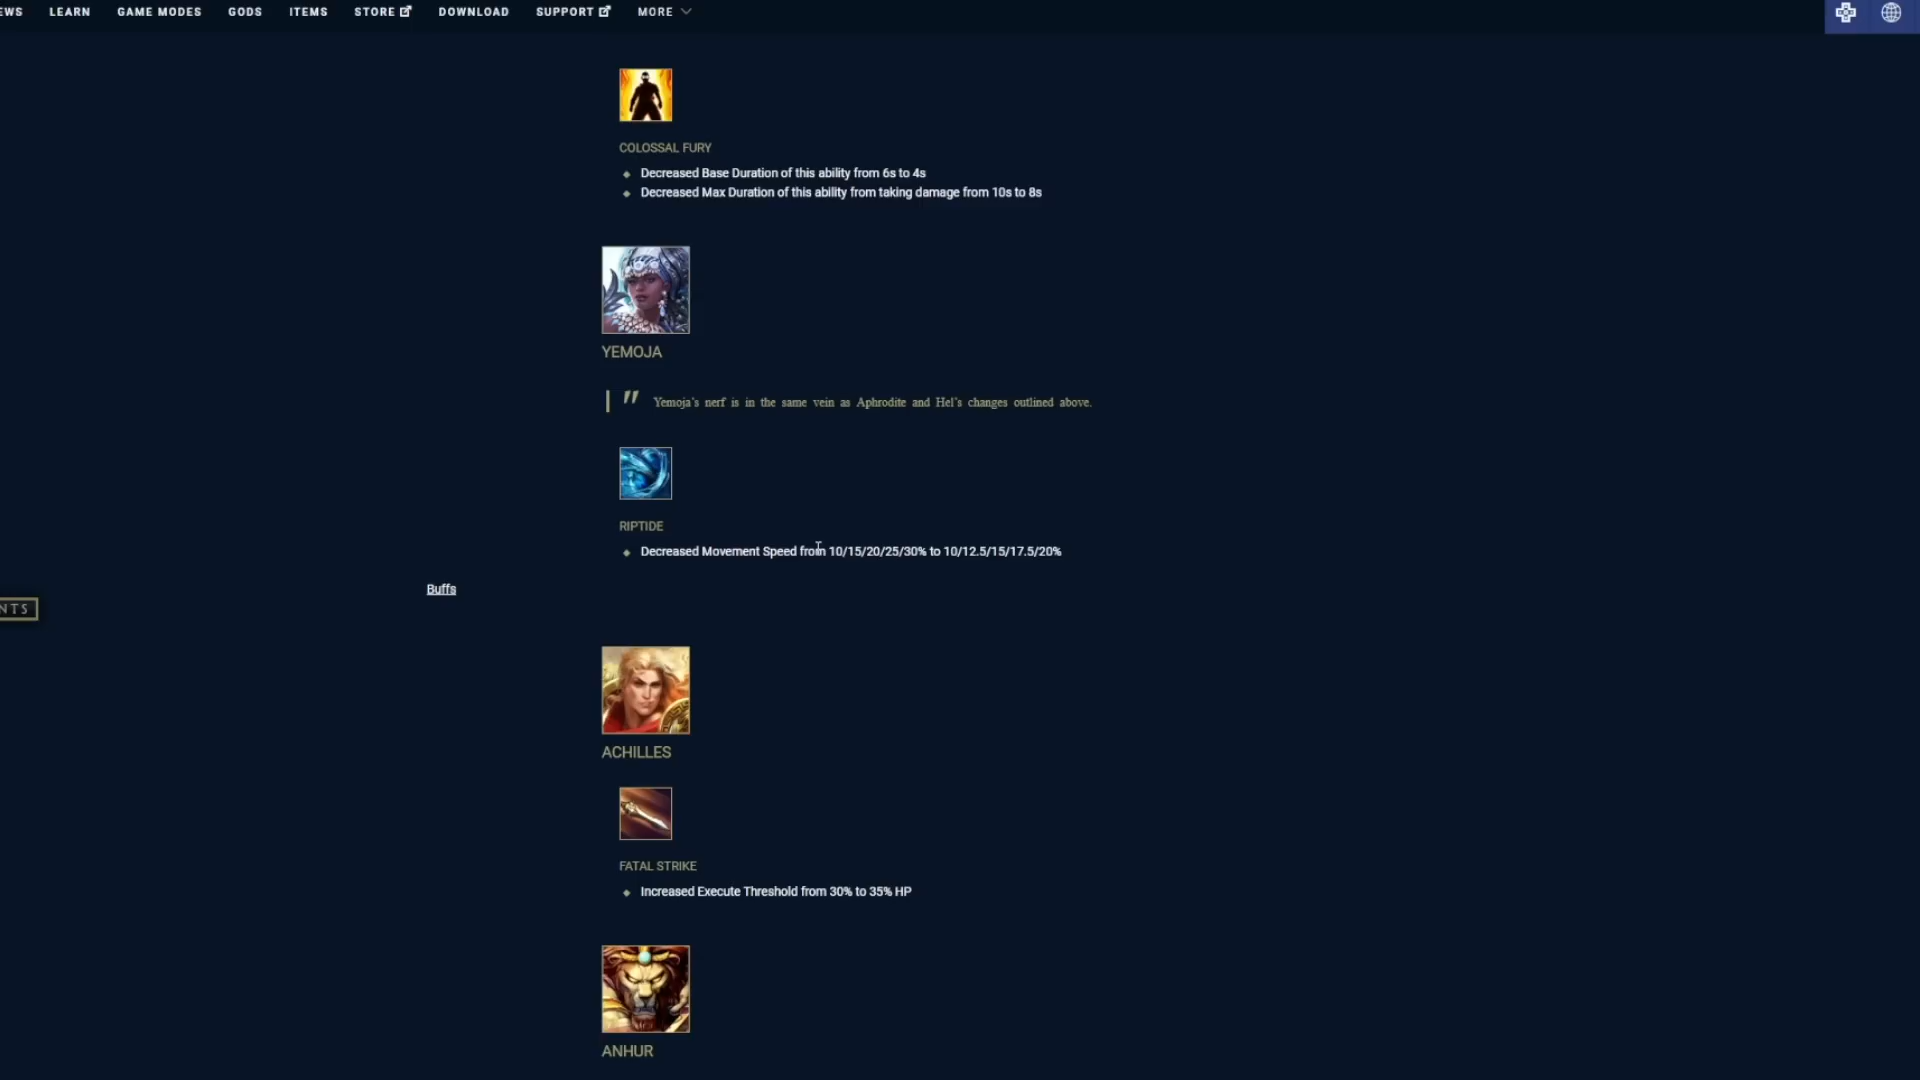 EWS LEARN GAME MODES GODS ITEMS STORE DOWNLOAD SUPPORT MORE
COLOSSAL FURY
Decreased Base Duration of this ability from 6s to 4s
Decreased Max Duration of this ability from taking damage from 10s to 8s
YEMOJA
" Yemoja's nerf is in the same vein as Aphrodite and Hel's changes outlined above.
RIPTIDE
Decreased Movement Speed from 10/15/20/25/30% to 10/12.5/15/17.5/20%
Buffs
NTS
ACHILLES
FATAL STRIKE
Increased Execute Threshold from 30% to 35% HP
ANHUR